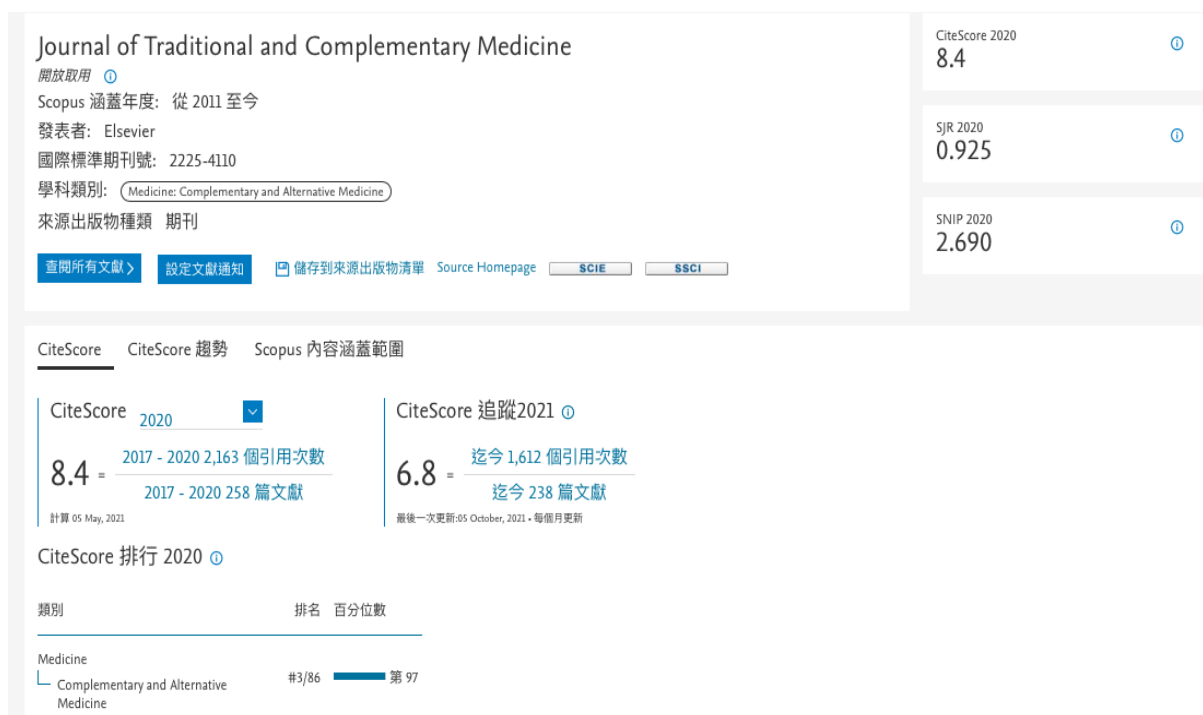 Journal of Traditional and Complementary Medicine
開放取用
Scopus 涵蓋年度: 從 2011 至今
發表者: Elsevier
國際標準期刊號: 2225-4110
學科類別: Medicine: Complementary and Alternative Medicine
來源出版物種類 期刊
查閱所有文獻 設定文獻通知 儲存到來源出版物清單 Source Homepage SCIE SSCI
CiteScore 2020
8.4
SJR 2020
0.925
SNIP 2020
2.690
CiteScore CiteScore 趨勢 Scopus 內容涵蓋範圍
CiteScore 2020
8.4 = 2017 - 2020 2,163 個引用次數
2017 - 2020 258 篇文獻
計算 05 May, 2021
CiteScore 追蹤2021
6.8 = 迄今 1,612 個引用次數
迄今 238 篇文獻
最後一次更新:05 October, 2021 • 每個月更新
CiteScore 排行 2020
類別 排名 百分位數
Medicine
Complementary and Alternative
Medicine
#3/86 第 97